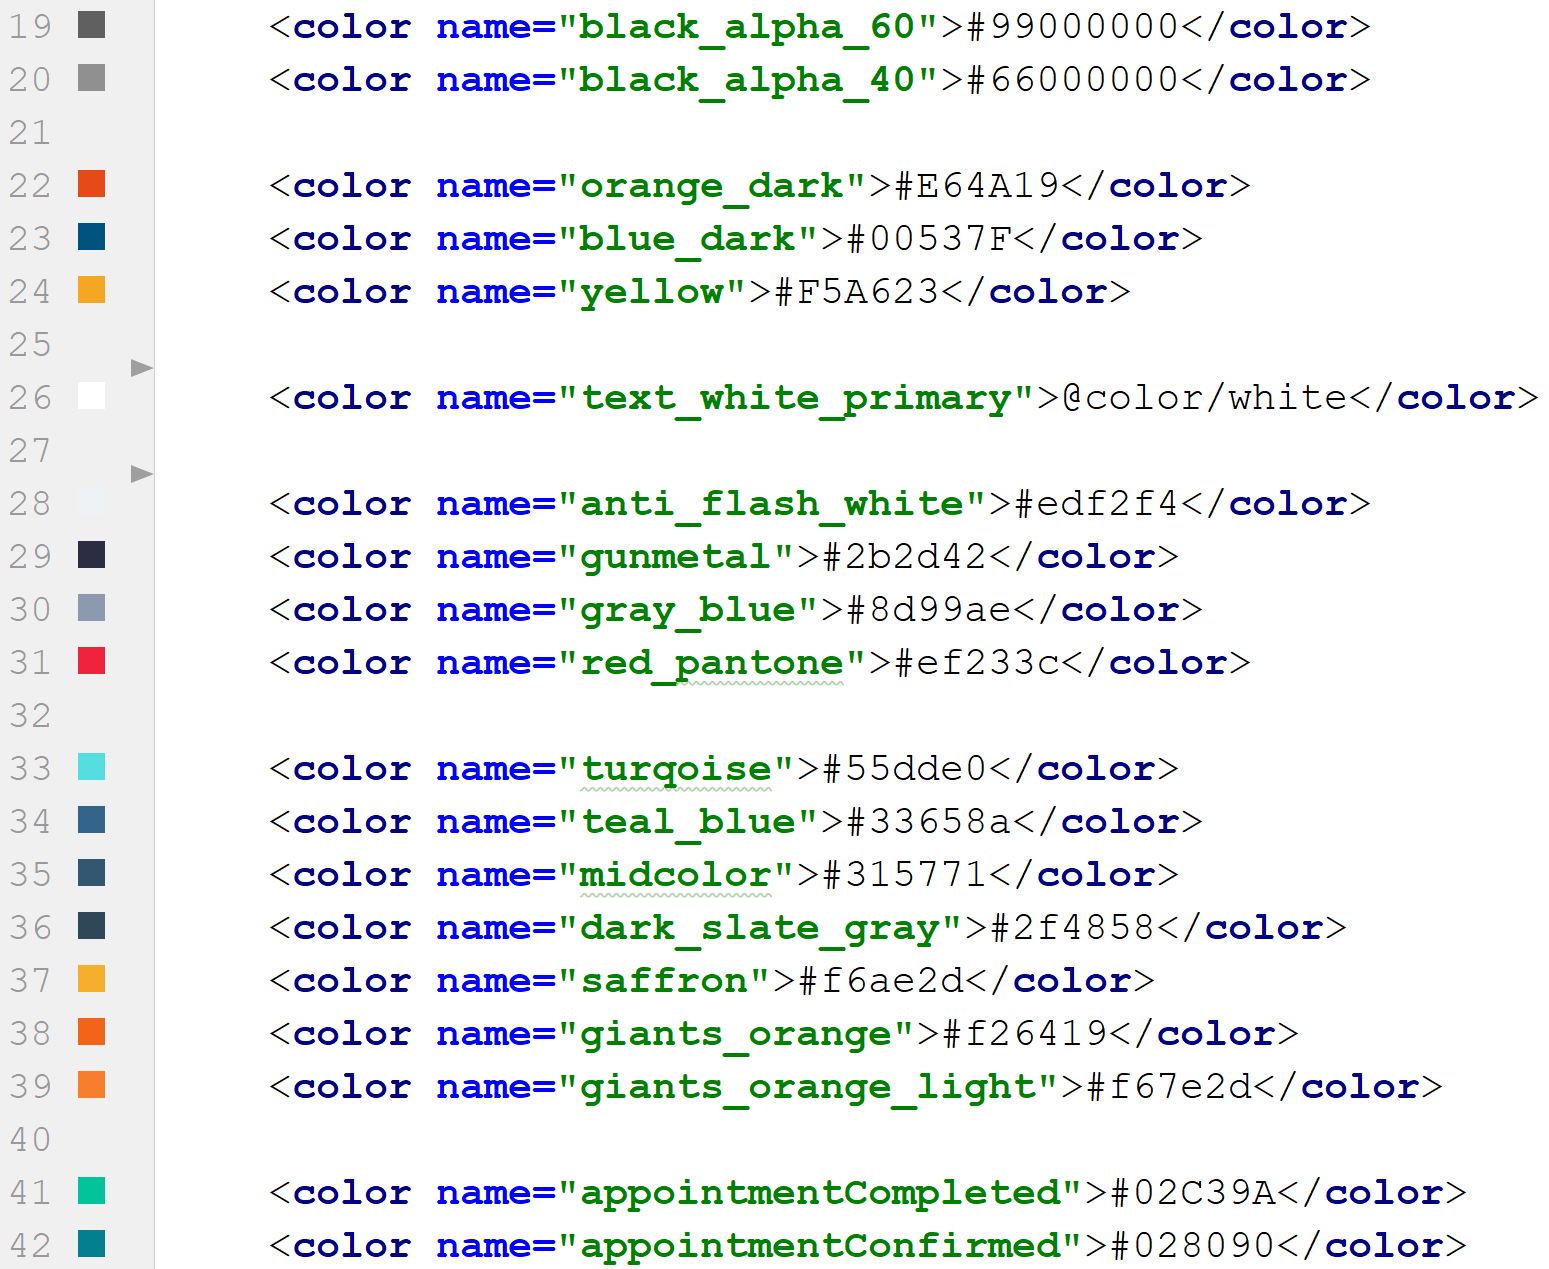 19 <color name="black_alpha_60">#99000000</color>
20 <color name="black_alpha_40">#66000000</color>
21
22 <color name="orange_dark">#E64A19</color>
23 <color name="blue_dark">#00537F</color>
24 <color name="yellow">#F5A623</color>
25
26 <color name="text_white_primary">@color/white</color>
27
28 <color name="anti_flash_white">#edf2f4</color>
29 <color name="gunmetal">#2b2d42</color>
30 <color name="gray_blue">#8d99ae</color>
31 <color name="red_pantone">#ef233c</color>
32
33 <color name="turqoise">#55dde0</color>
34 <color name="teal_blue">#33658a</color>
35 <color name="midcolor">#315771</color>
36 <color name="dark_slate_gray">#2f4858</color>
37 <color name="saffron">#f6ae2d</color>
38 <color name="giants_orange">#f26419</color>
39 <color name="giants_orange_light">#f67e2d</color>
40
41 <color name="appointmentCompleted">#02C39A</color>
42 <color name="appointmentConfirmed">#028090</color>